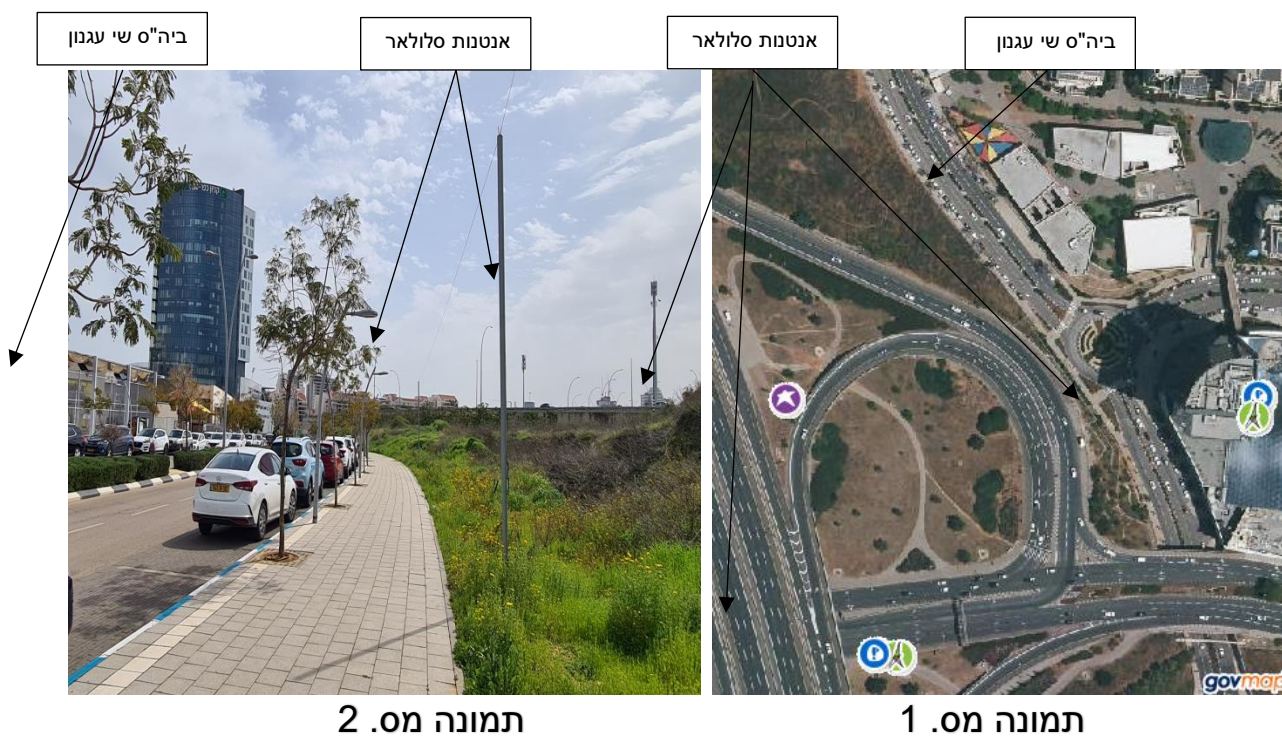 ביה"ס שי עגנון
אנטנות סלולאר
אנטנות סלולאר
ביה"ס שי עגנון
govmap
תמונה מס. 1
תמונה מס. 2